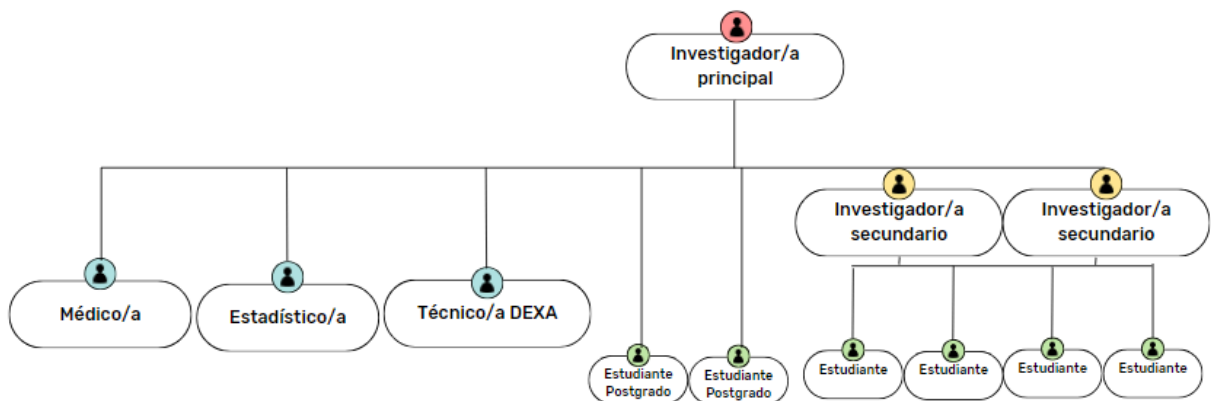 Investigador/a
principal
Investigador/a
secundario
Investigador/a
secundario
Médico/a
Estadístico/a
Técnico/a DEXA
Estudiante
Postgrado
Estudiante
Postgrado
Estudiante
Estudiante
Estudiante
Estudiante